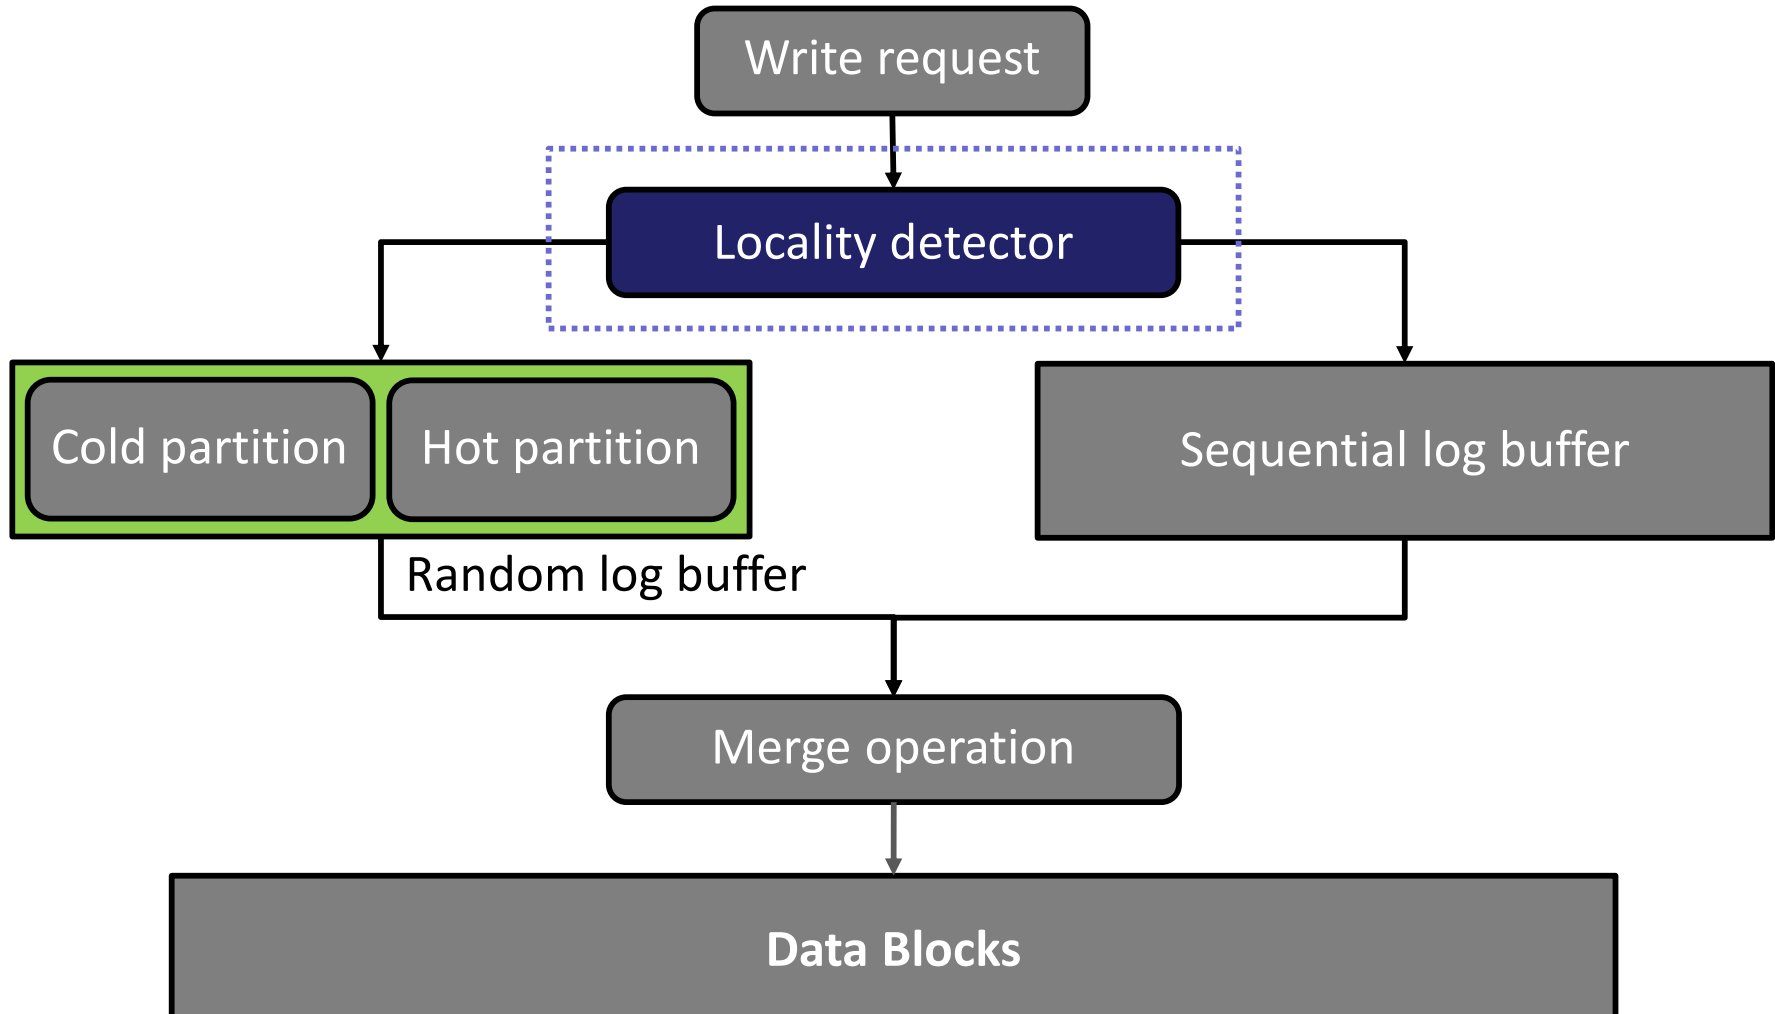 Write request
Locality detector
Cold partition
Hot partition
Sequential log buffer
Random log buffer
Merge operation
Data Blocks